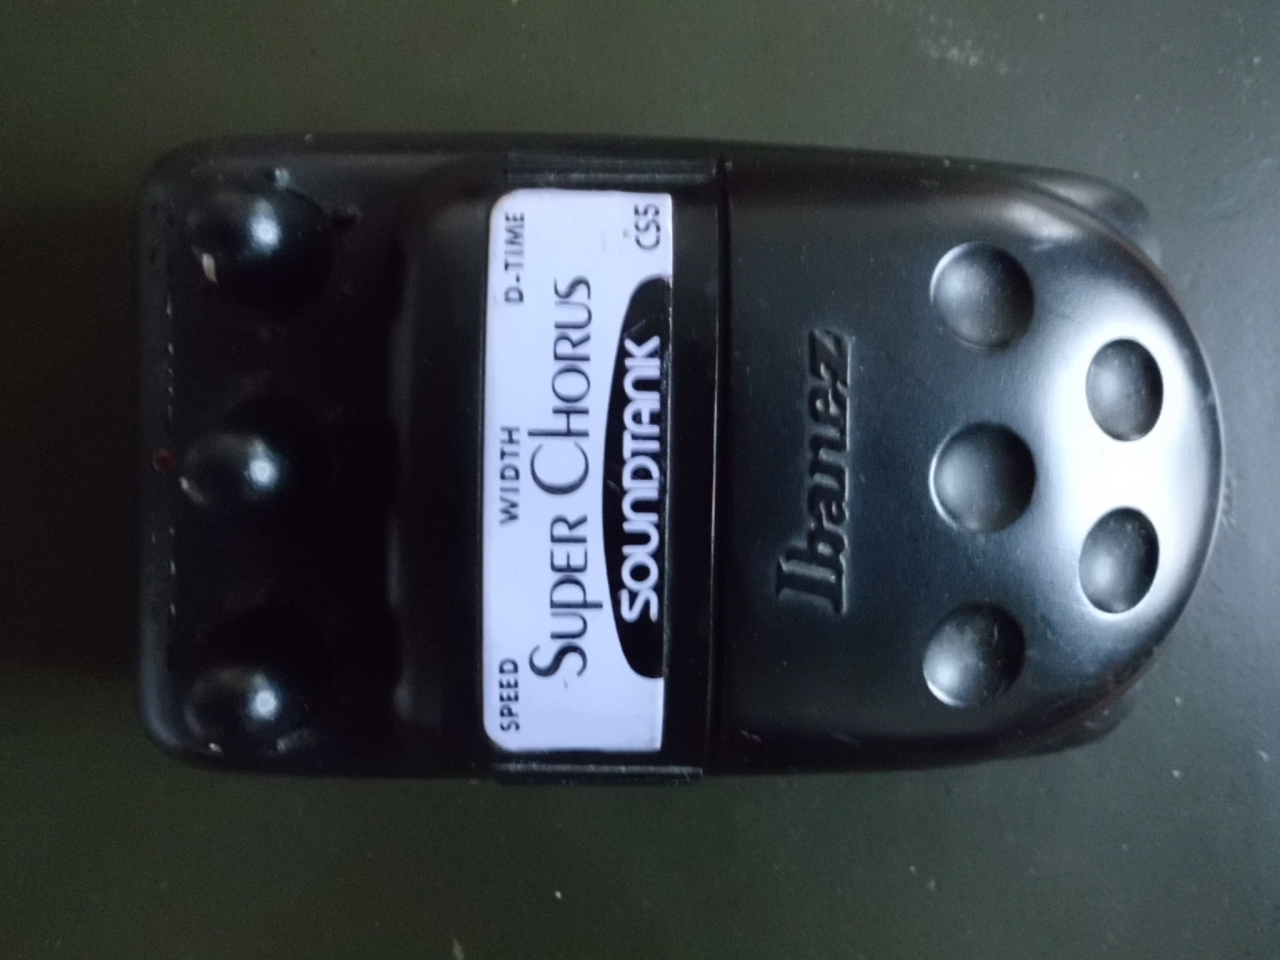 SPEED WIDTH D-TIME
SUPER CHORUS
SOUNDTANK CS5
Ibanez